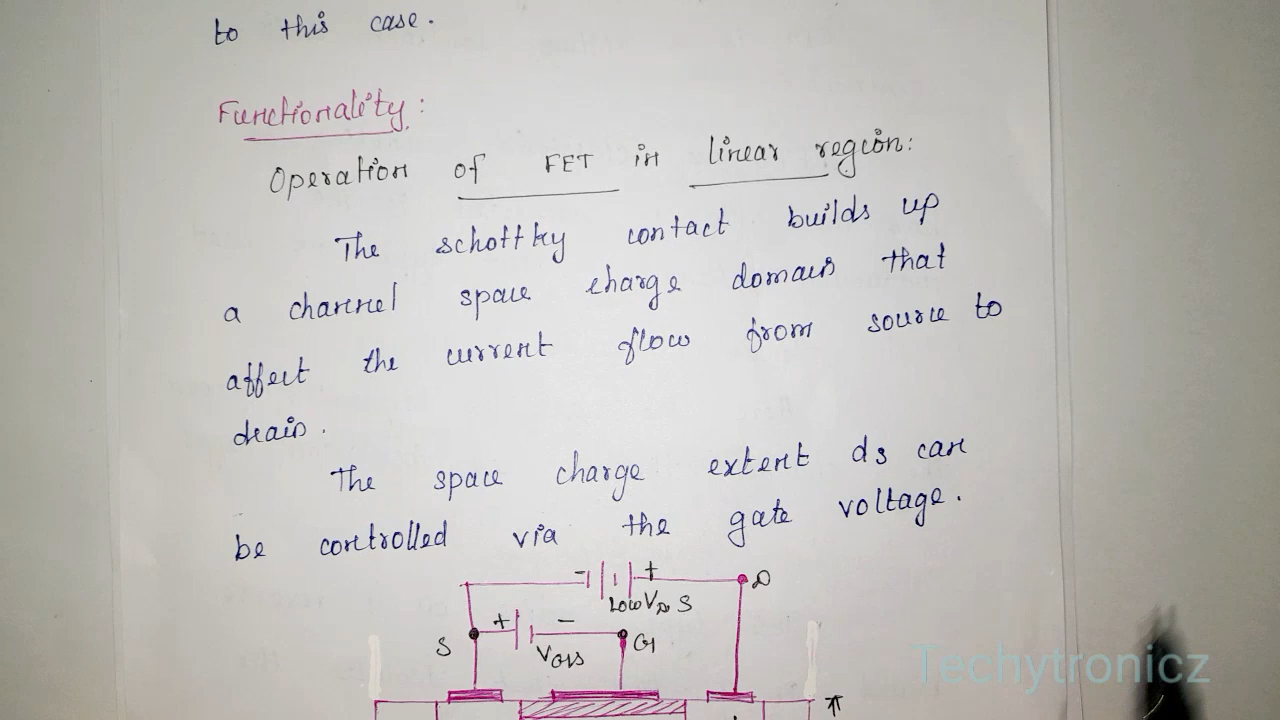 to this case.
Functionality:
Operation of FET in linear region:
The schottky contact builds up
a channel space charge domain that
affect the current flow from source to
drain.
The space charge extent ds can
be controlled via the gate voltage.
- +
D
Low VDS
+ -
S
G
VGS
Techytronicz